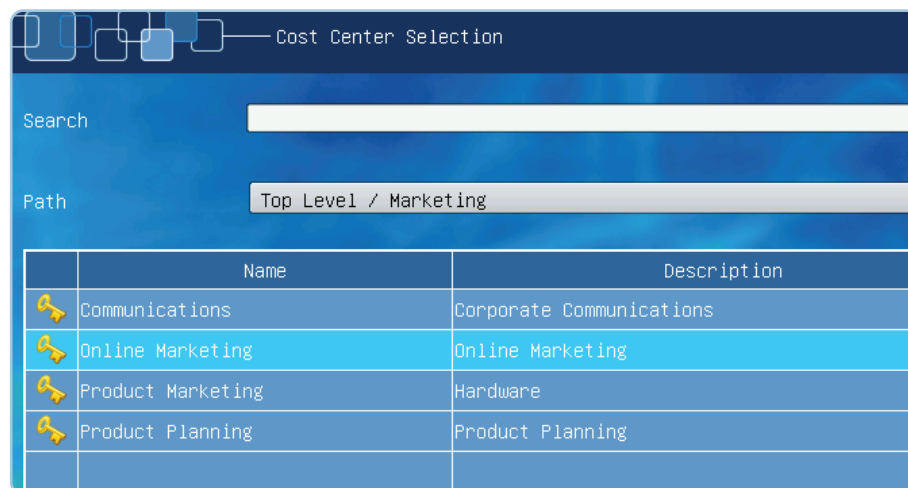 Cost Center Selection
Search
Path Top Level / Marketing
Name Description
Communications Corporate Communications
Online Marketing Online Marketing
Product Marketing Hardware
Product Planning Product Planning